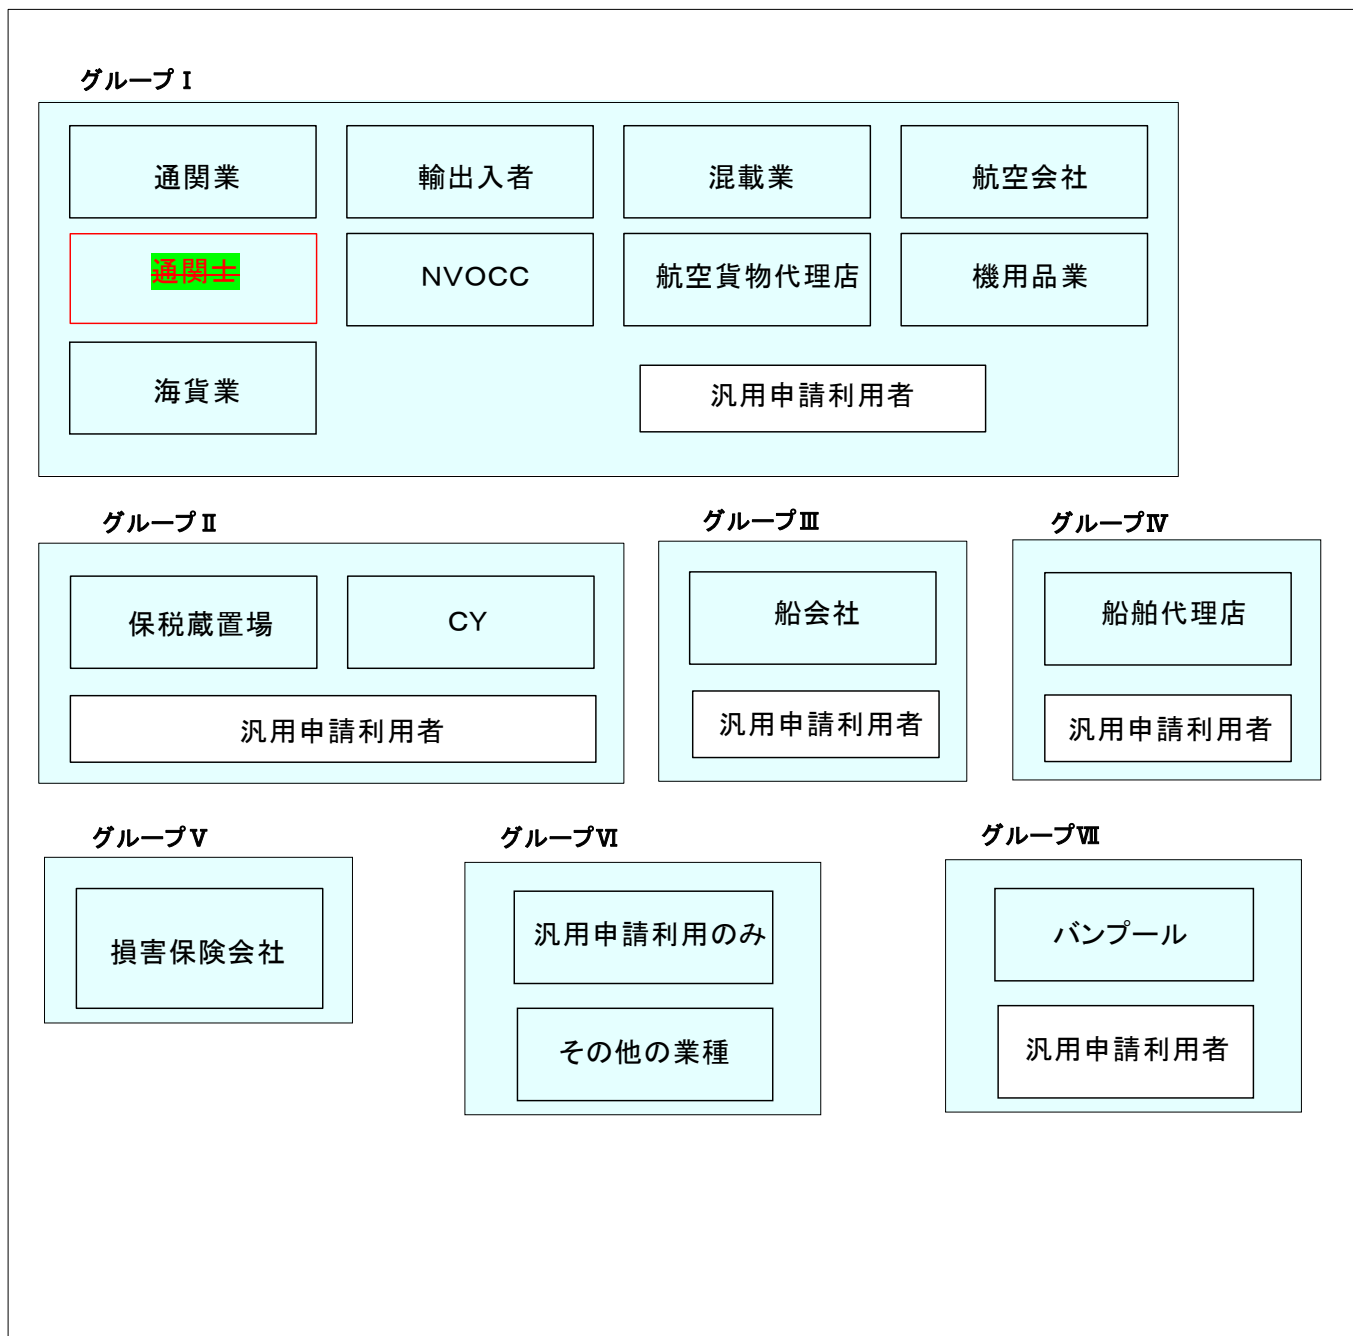 グループⅠ
通関業
輸出入者
混載業
航空会社
通関士
NVOCC
航空貨物代理店
機用品業
海貨業
汎用申請利用者
グループⅡ
グループⅢ
グループⅣ
保税蔵置場
CY
船会社
船舶代理店
汎用申請利用者
汎用申請利用者
汎用申請利用者
グループⅤ
グループⅥ
グループⅦ
損害保険会社
汎用申請利用のみ
バンプール
その他の業種
汎用申請利用者